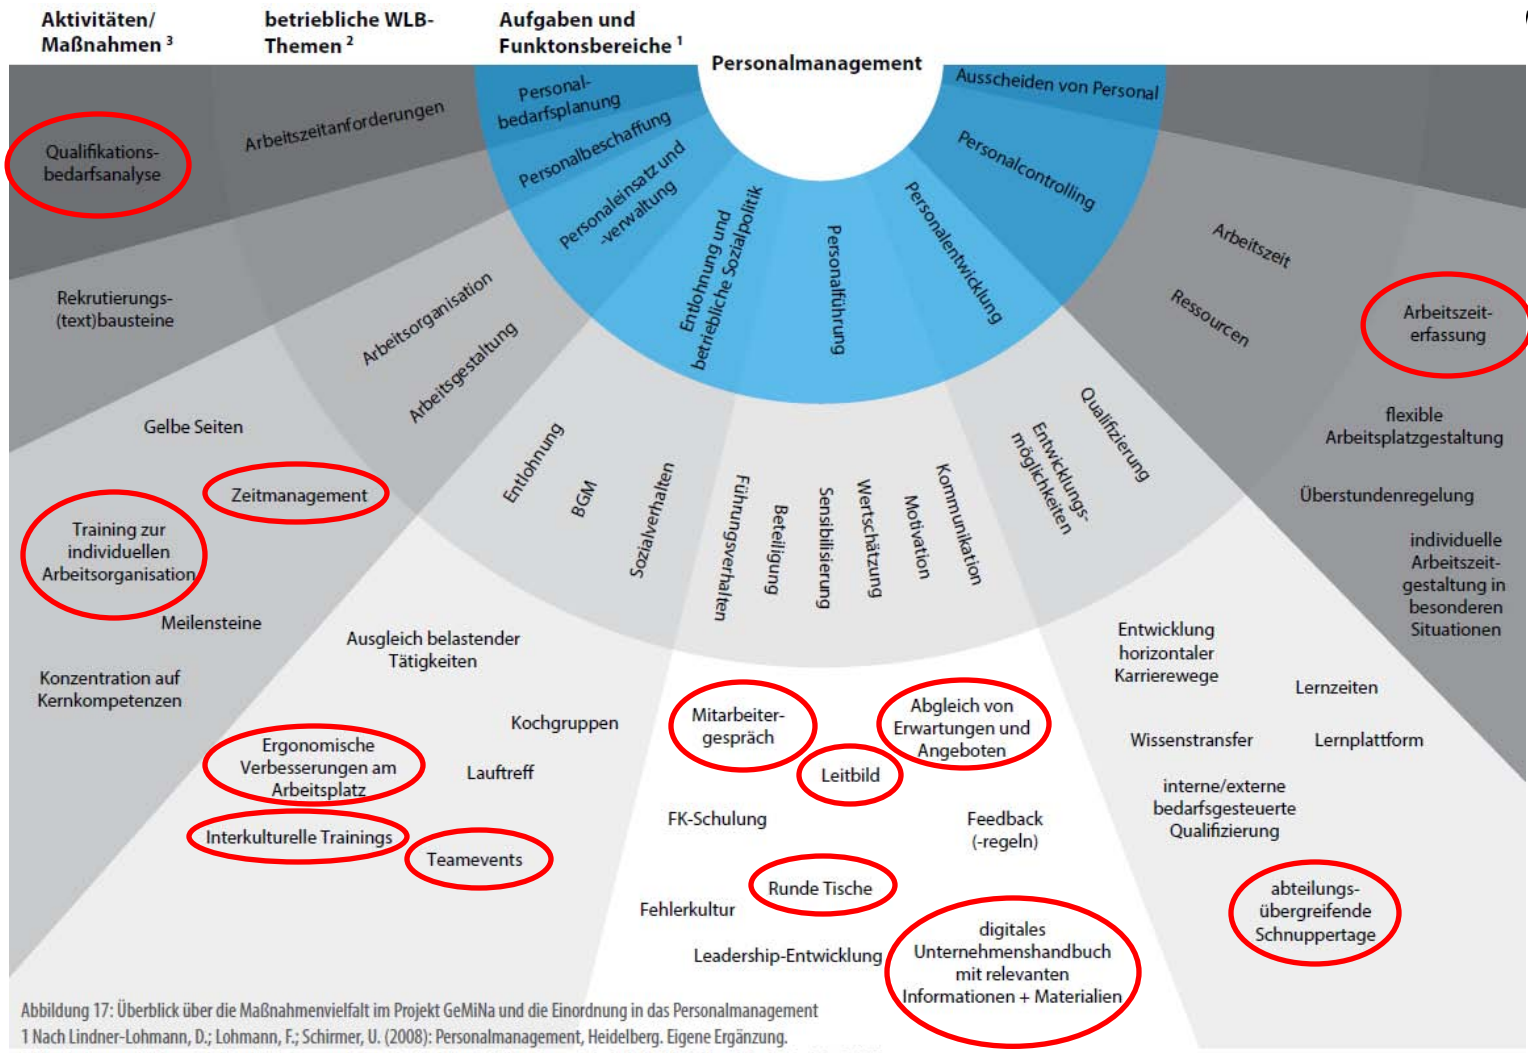 Aktivitäten/
Maßnahmen ³
betriebliche WLB-
Themen ²
Aufgaben und
Funktonsbereiche ¹
Personalmanagement
Personal-
bedarfsplanung
Personalbeschaffung
Personaleinsatz und
-verwaltung
Entlohnung und
betriebliche Sozialpolitik
Personalführung
Personalentwicklung
Personalcontrolling
Ausscheiden von Personal
Arbeitszeitanforderungen
Arbeitsorganisation
Arbeitsgestaltung
Entlohnung
BGM
Sozialverhalten
Führungsverhalten
Beteiligung
Sensibilisierung
Wertschätzung
Motivation
Kommunikation
Entwicklungs-
möglichkeiten
Qualifizierung
Ressourcen
Arbeitszeit
Qualifikations-
bedarfsanalyse
Rekrutierungs-
(text)bausteine
Gelbe Seiten
Zeitmanagement
Training zur
individuellen
Arbeitsorganisation
Meilensteine
Konzentration auf
Kernkompetenzen
Ausgleich belastender
Tätigkeiten
Kochgruppen
Ergonomische
Verbesserungen am
Arbeitsplatz
Lauftreff
Interkulturelle Trainings
Teamevents
Mitarbeiter-
gespräch
Abgleich von
Erwartungen und
Angeboten
Leitbild
FK-Schulung
Feedback
(-regeln)
Runde Tische
Fehlerkultur
Leadership-Entwicklung
digitales
Unternehmenshandbuch
mit relevanten
Informationen + Materialien
Entwicklung
horizontaler
Karrierewege
Lernzeiten
Wissenstransfer
Lernplattform
interne/externe
bedarfsgesteuerte
Qualifizierung
abteilungs-
übergreifende
Schnuppertage
Arbeitszeit-
erfassung
flexible
Arbeitsplatzgestaltung
Überstundenregelung
individuelle
Arbeitszeit-
gestaltung in
besonderen
Situationen
Abbildung 17: Überblick über die Maßnahmenvielfalt im Projekt GeMiNa und die Einordnung in das Personalmanagement
1 Nach Lindner-Lohmann, D.; Lohmann, F.; Schirmer, U. (2008): Personalmanagement, Heidelberg. Eigene Ergänzung.